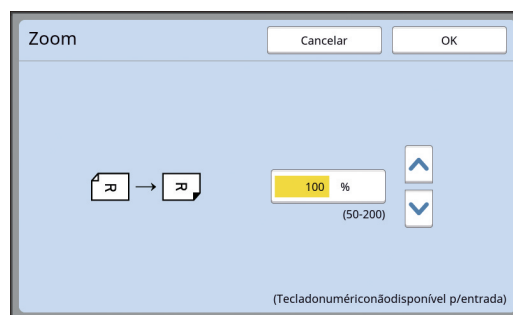 Zoom
Cancelar
OK
R → R
100 %
(50-200)
(Tecladonumériconãodisponível p/entrada)